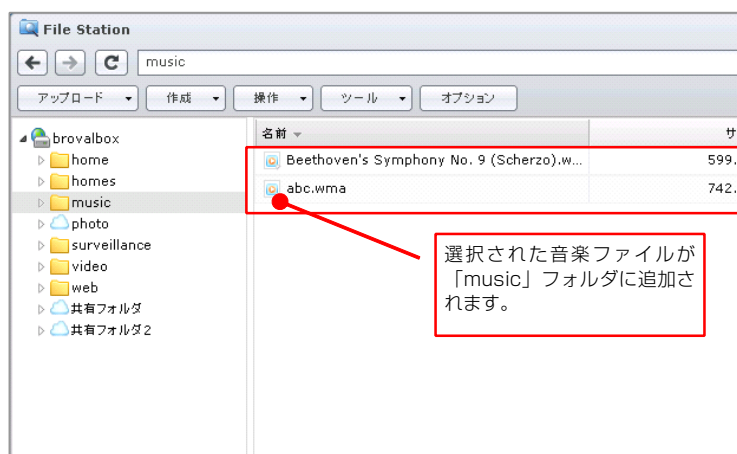 File Station
music
アップロード
作成
操作
ツール
オプション
brovalbox
home
homes
music
photo
surveillance
video
web
共有フォルダ
共有フォルダ2
名前
サ
Beethoven's Symphony No. 9 (Scherzo).w...
599.
abc.wma
742.
選択された音楽ファイルが
「music」フォルダに追加さ
れます。